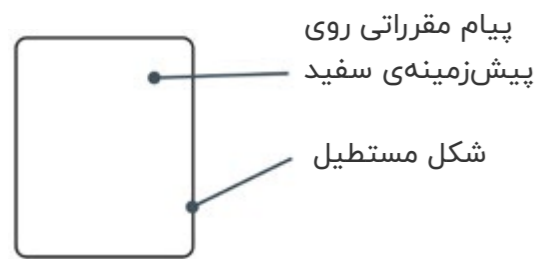 پیام مقرراتی روی
پیش‌زمینه‌ی سفید
شکل مستطیل